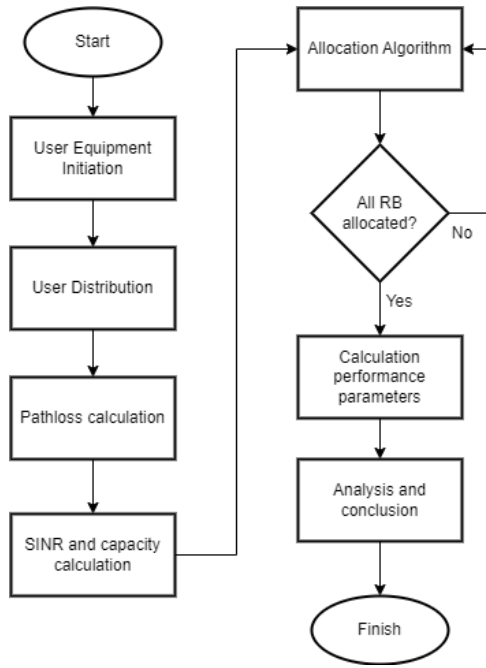 Start
User Equipment
Initiation
User Distribution
Pathloss calculation
SINR and capacity
calculation
Allocation Algorithm
All RB
allocated?
No
Yes
Calculation
performance
parameters
Analysis and
conclusion
Finish